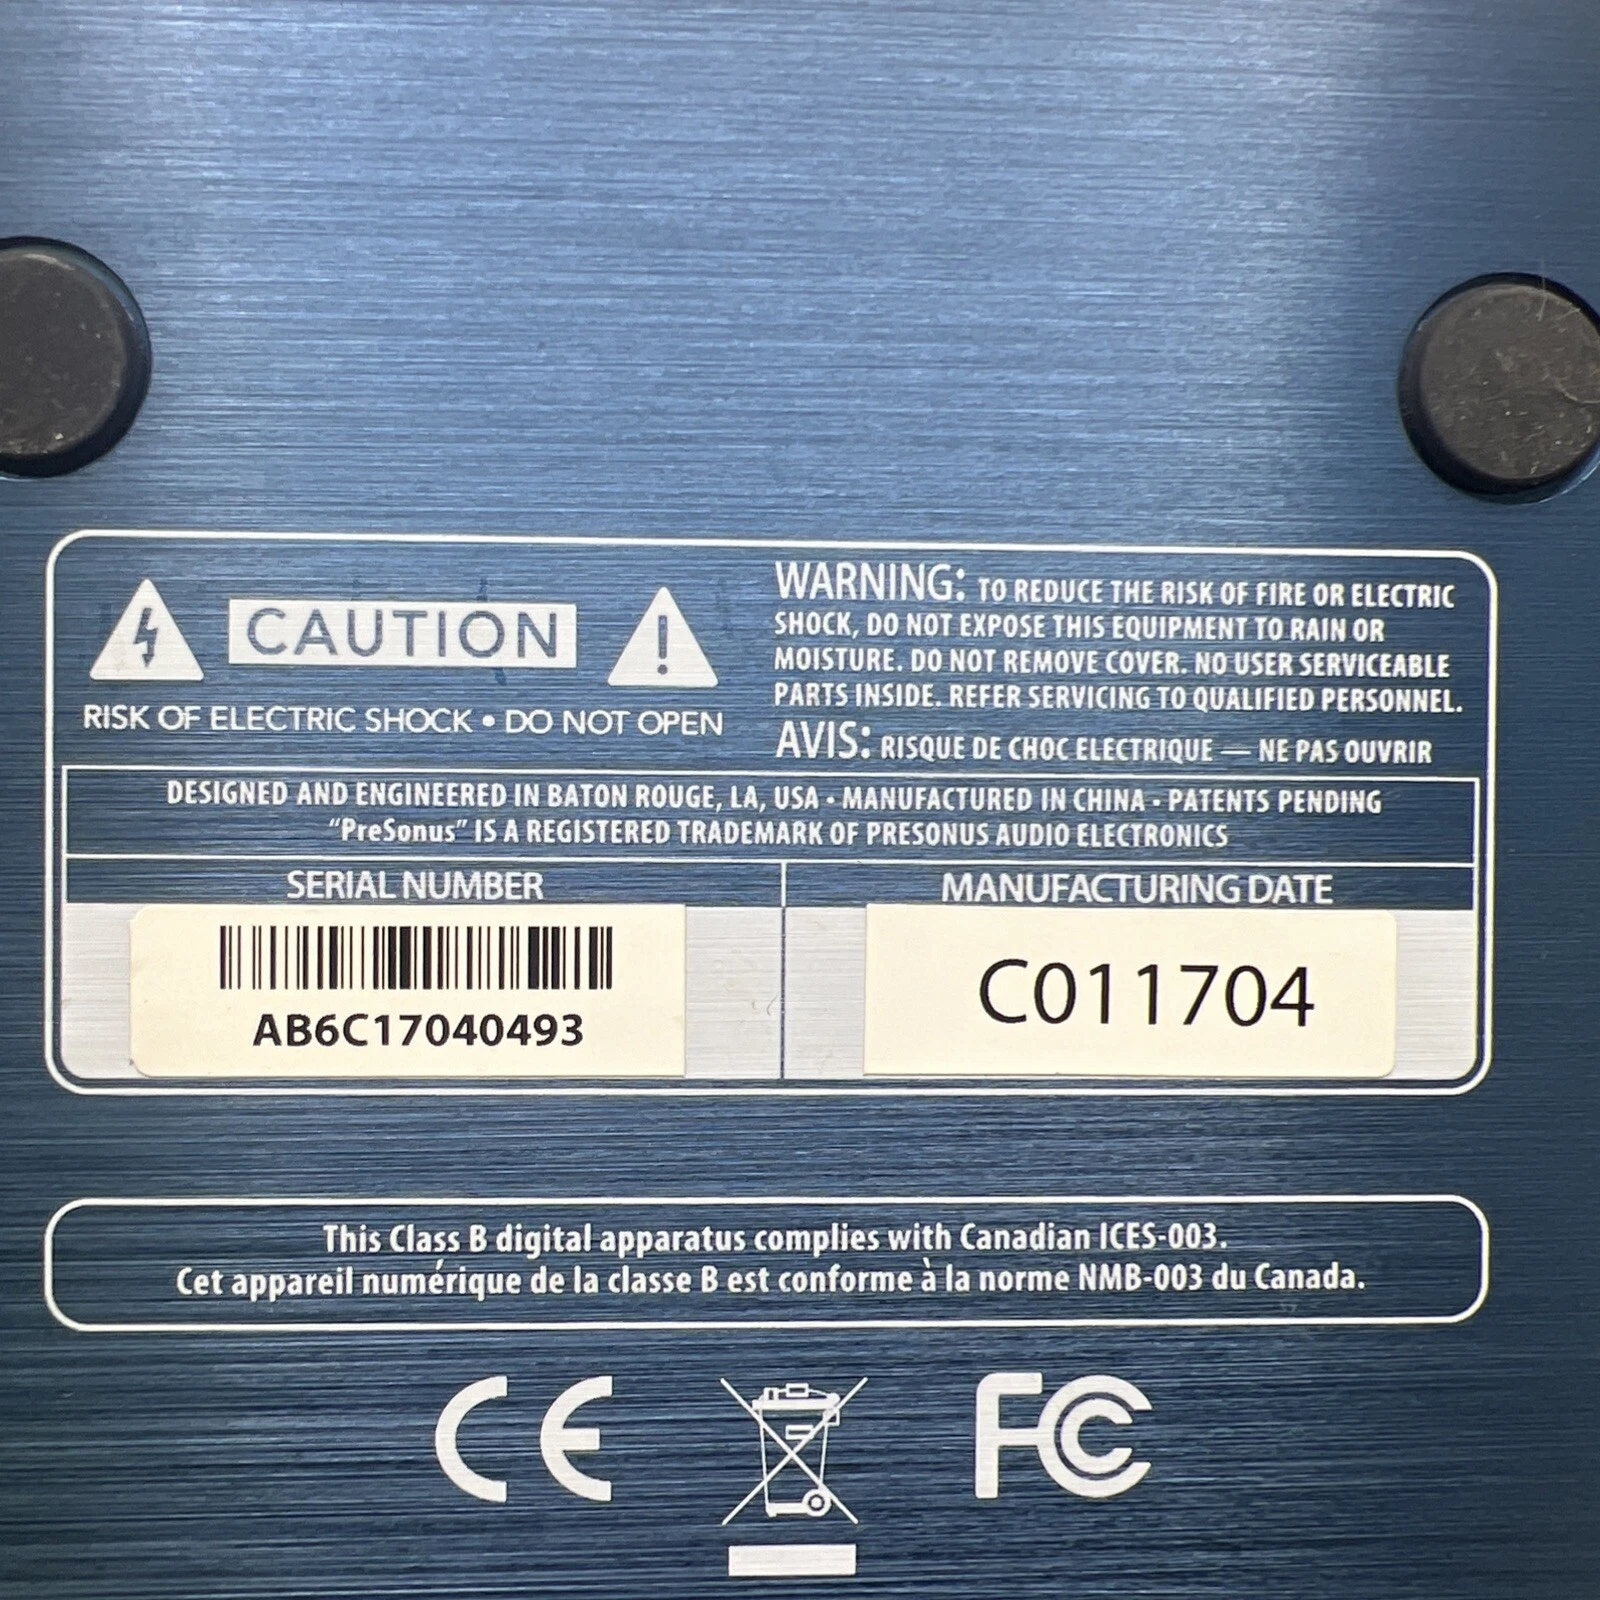 CAUTION
RISK OF ELECTRIC SHOCK • DO NOT OPEN
WARNING: TO REDUCE THE RISK OF FIRE OR ELECTRIC
SHOCK, DO NOT EXPOSE THIS EQUIPMENT TO RAIN OR
MOISTURE. DO NOT REMOVE COVER. NO USER SERVICEABLE
PARTS INSIDE. REFER SERVICING TO QUALIFIED PERSONNEL.
AVIS: RISQUE DE CHOC ELECTRIQUE — NE PAS OUVRIR
DESIGNED AND ENGINEERED IN BATON ROUGE, LA, USA • MANUFACTURED IN CHINA • PATENTS PENDING
“PreSonus” IS A REGISTERED TRADEMARK OF PRESONUS AUDIO ELECTRONICS
SERIAL NUMBER
AB6C17040493
MANUFACTURING DATE
C011704
This Class B digital apparatus complies with Canadian ICES-003.
Cet appareil numérique de la classe B est conforme à la norme NMB-003 du Canada.
CE FC